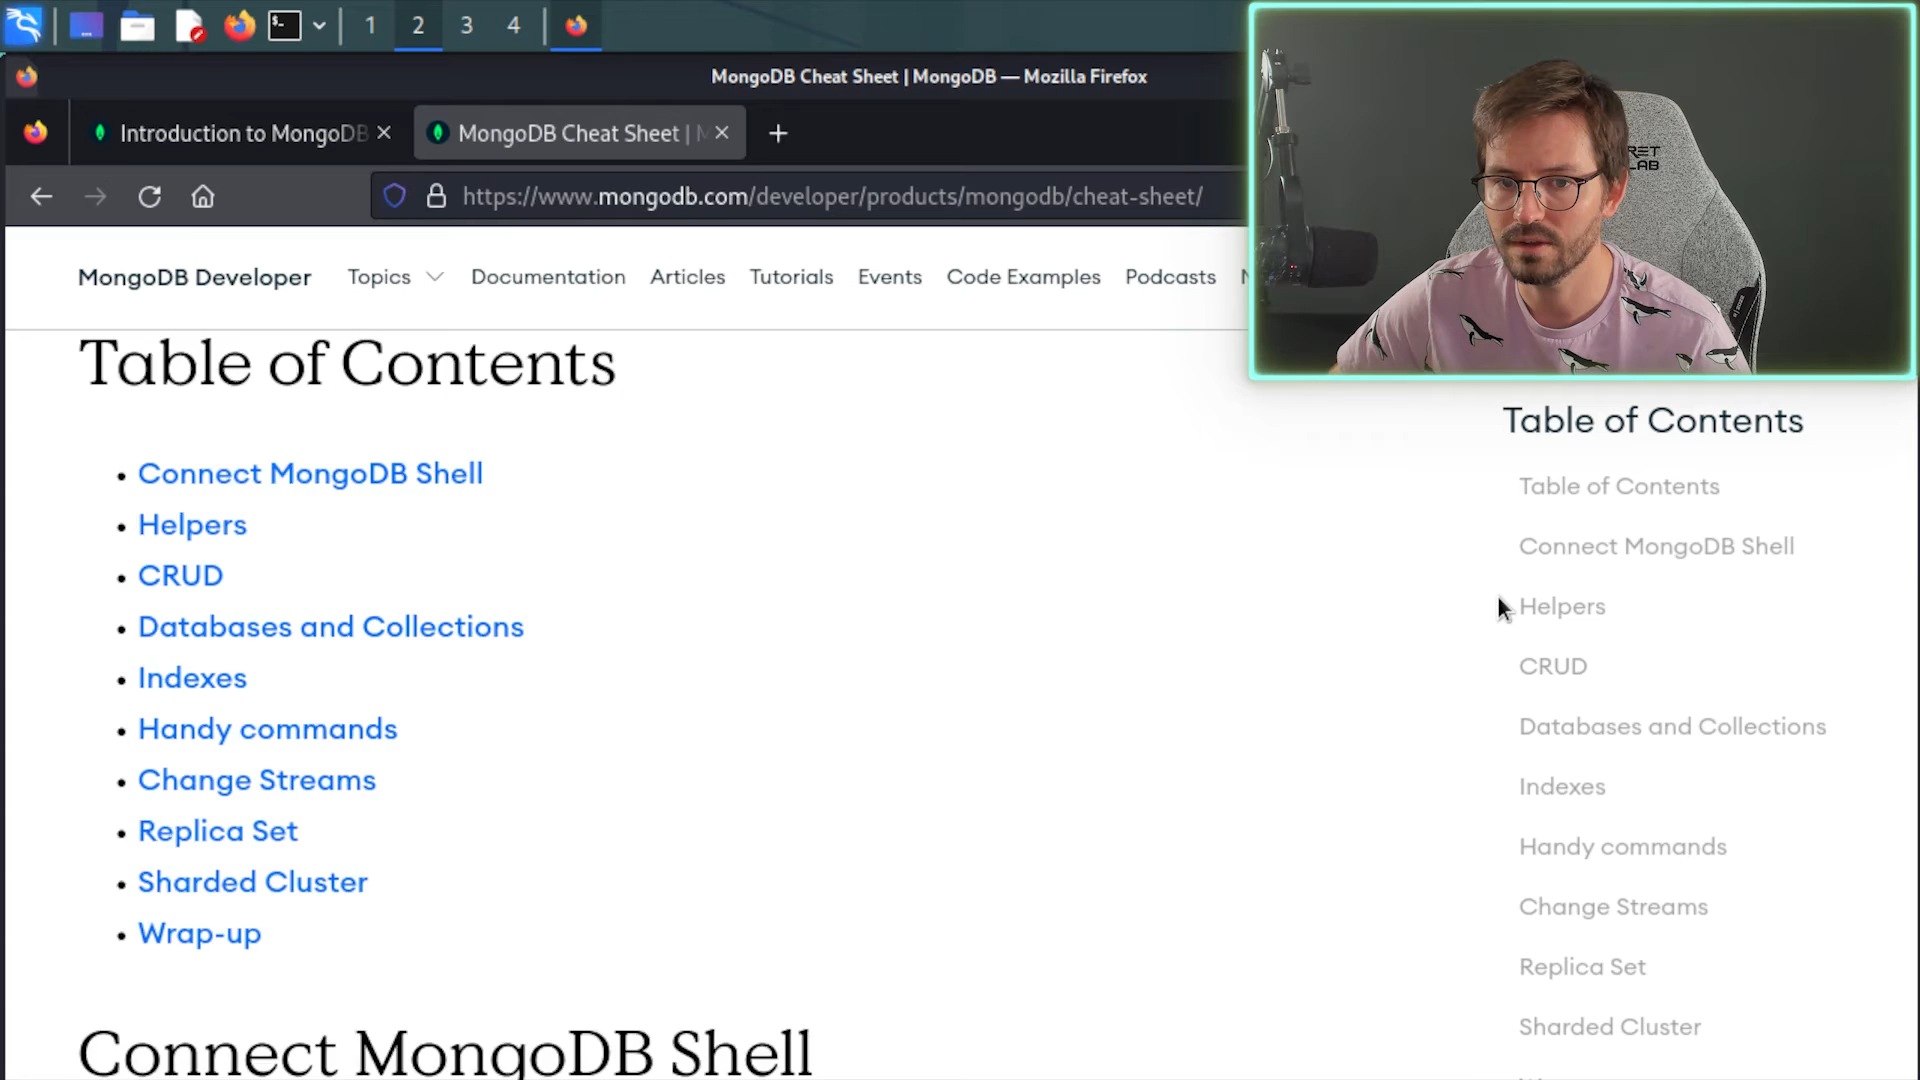 1 2 3 4
MongoDB Cheat Sheet | MongoDB — Mozilla Firefox
Introduction to MongoDB
MongoDB Cheat Sheet | M
https://www.mongodb.com/developer/products/mongodb/cheat-sheet/
MongoDB Developer Topics Documentation Articles Tutorials Events Code Examples Podcasts
Table of Contents
• Connect MongoDB Shell
• Helpers
• CRUD
• Databases and Collections
• Indexes
• Handy commands
• Change Streams
• Replica Set
• Sharded Cluster
• Wrap-up
Connect MongoDB Shell
RET
LAB
Table of Contents
Table of Contents
Connect MongoDB Shell
Helpers
CRUD
Databases and Collections
Indexes
Handy commands
Change Streams
Replica Set
Sharded Cluster